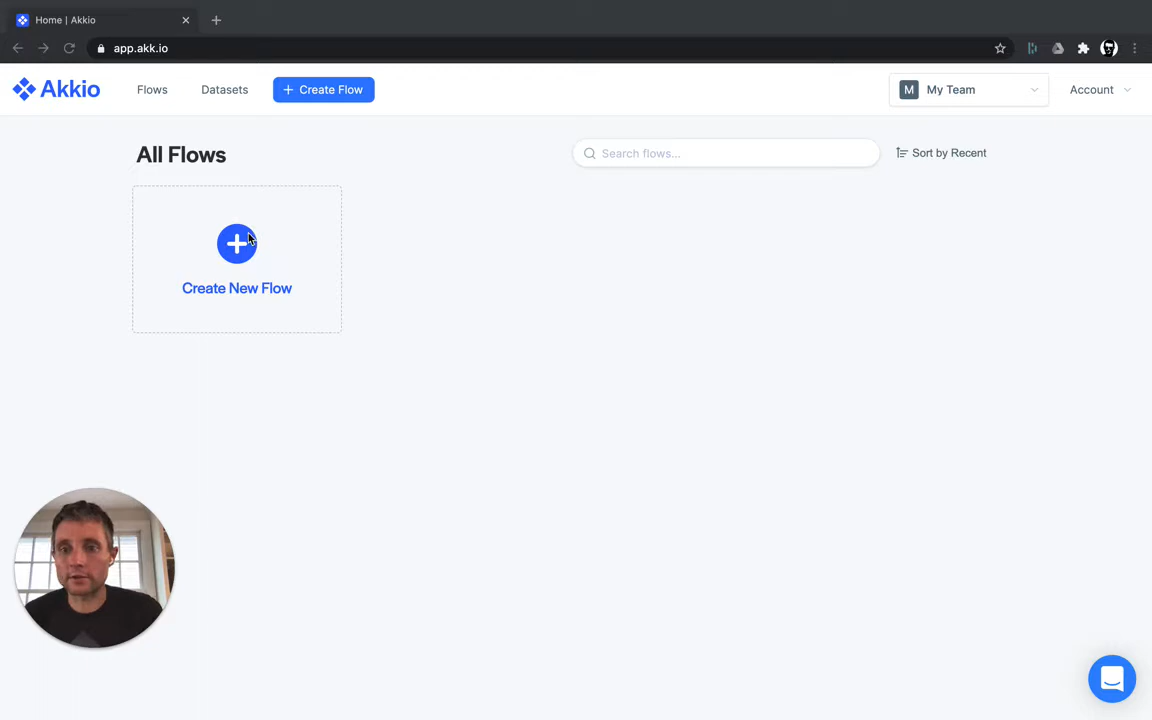 Home | Akkio
app.akk.io
Akkio
Flows
Datasets
+ Create Flow
M My Team
Account
All Flows
Search flows...
Sort by Recent
Create New Flow